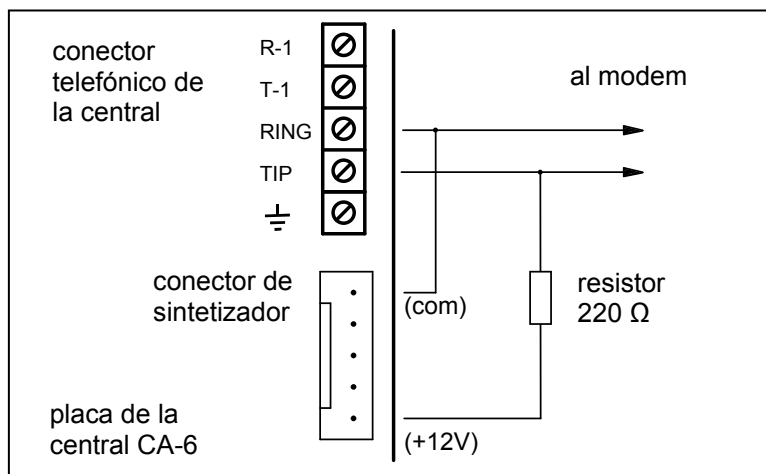 conector
telefónico de
la central
R-1
T-1
RING
TIP
al modem
conector de
sintetizador
(com)
resistor
220 Ω
placa de la
central CA-6
(+12V)